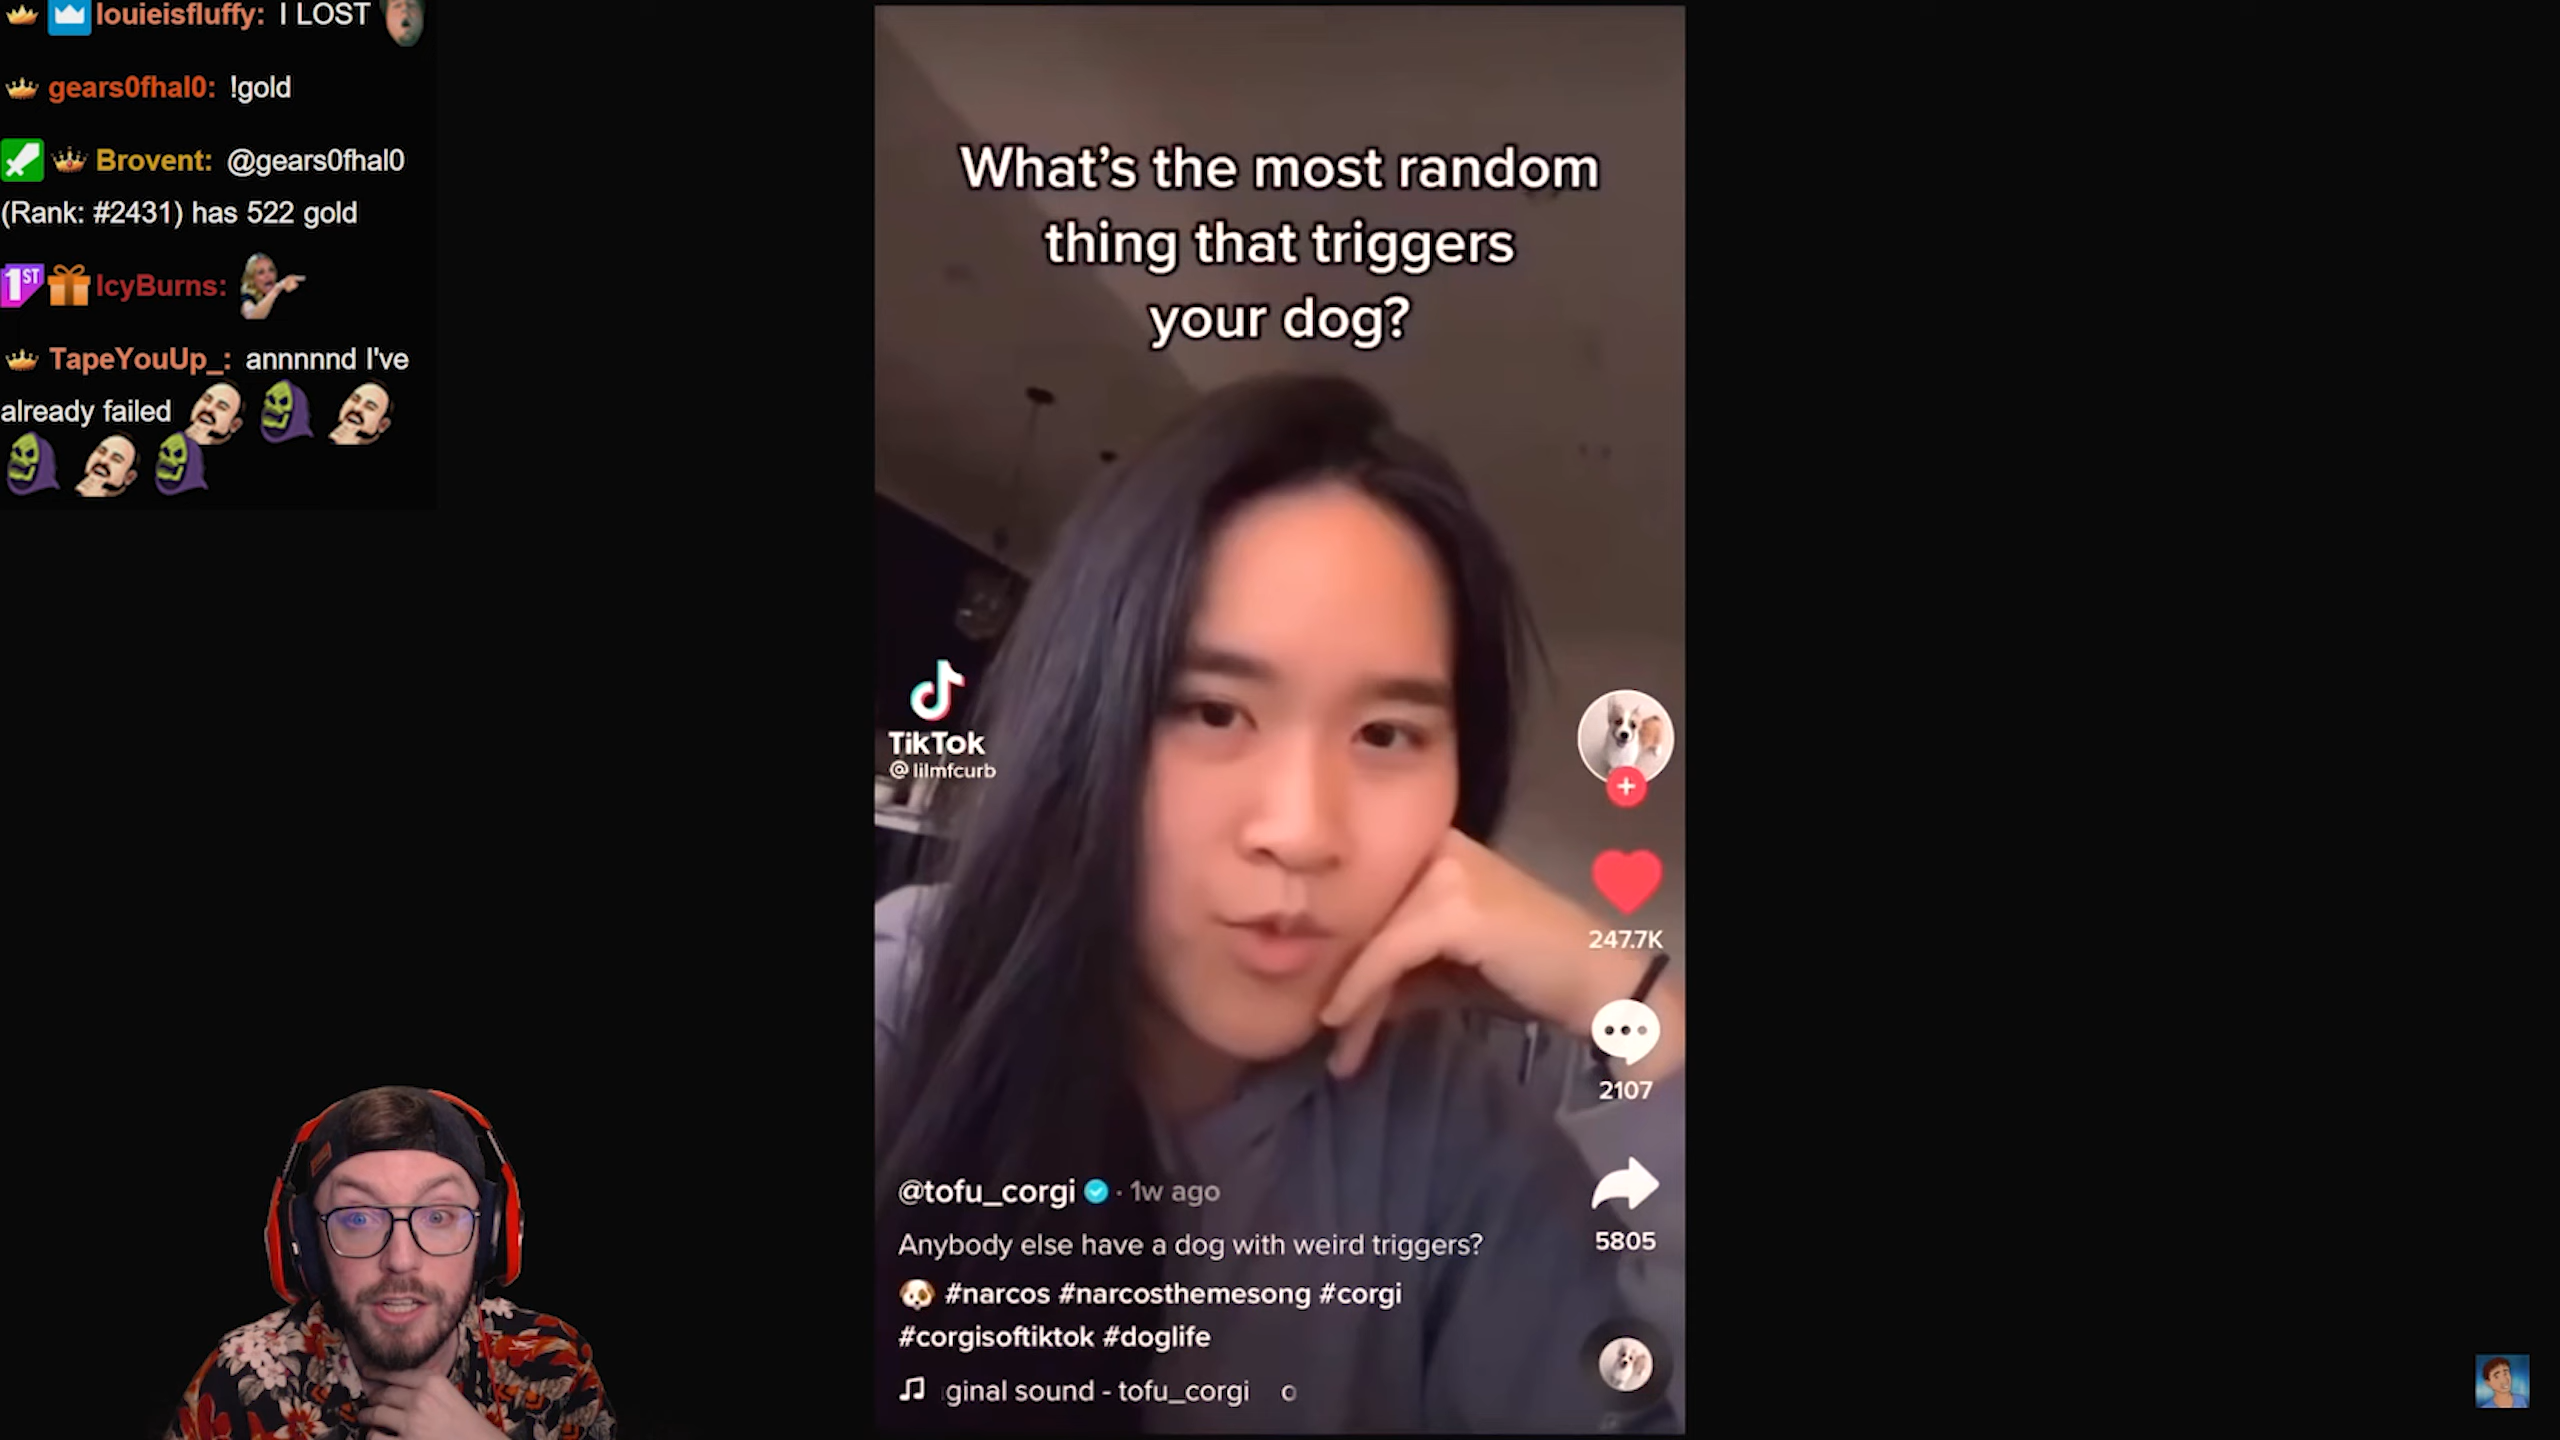 louieisfluffy: I LOST
gears0fhal0: !gold
Brovent: @gears0fhal0
(Rank: #2431) has 522 gold
1ST IcyBurns:
TapeYouUp_: annnnnd I've
already failed
What's the most random
thing that triggers
your dog?
TikTok
@lilmfcurb
247.7K
2107
5805
@tofu_corgi · 1w ago
Anybody else have a dog with weird triggers?
#narcos #narcosthemesong #corgi
#corgisoftiktok #doglife
ginal sound - tofu_corgi o